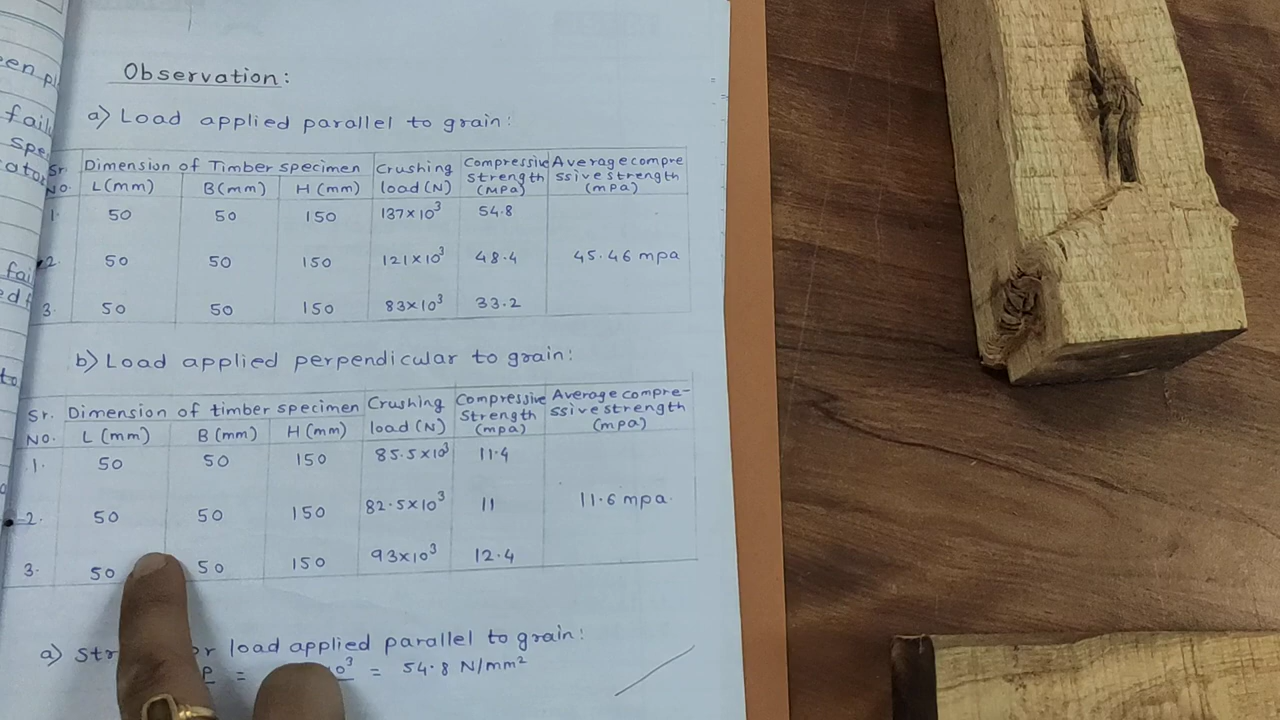 Observation:
a) Load applied parallel to grain:
Sr. No. Dimension of Timber specimen Crushing load (N) Compressive strength (MPa) Average compressive strength (mpa)
L (mm) B (mm) H (mm)
1. 50 50 150 137×10³ 54.8
2. 50 50 150 121×10³ 48.4 45.46 mpa
3. 50 50 150 83×10³ 33.2
b) Load applied perpendicular to grain:
Sr. No. Dimension of timber specimen Crushing load (N) Compressive Strength (mpa) Average compre-ssive strength (mpa)
L (mm) B (mm) H (mm)
1. 50 50 150 85.5×10³ 11.4
2. 50 50 150 82.5×10³ 11 11.6 mpa.
3. 50 50 150 93×10³ 12.4
a) load applied parallel to grain:
P = 10³ = 54.8 N/mm²